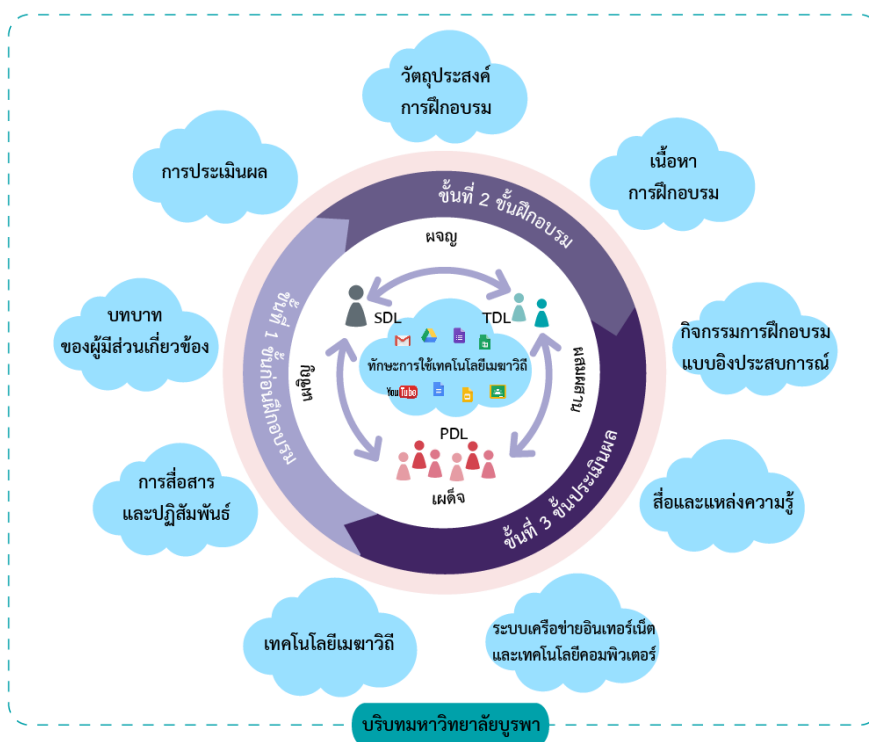 วัตถุประสงค์
การฝึกอบรม
การประเมินผล
เนื้อหา
การฝึกอบรม
ขั้นที่ 2 ขั้นฝึกอบรม
ผจญ
บทบาท
ของผู้มีส่วนเกี่ยวข้อง
ขั้นที่ 1 ขั้นก่อนฝึกอบรม
เผชิญ
SDL
TDL
ทักษะการใช้เทคโนโลยีเมฆาวิถี
YouTube
ผสมผสาน
กิจกรรมการฝึกอบรม
แบบอิงประสบการณ์
PDL
เผด็จ
ขั้นที่ 3 ขั้นประเมินผล
การสื่อสาร
และปฏิสัมพันธ์
สื่อและแหล่งความรู้
เทคโนโลยีเมฆาวิถี
ระบบเครือข่ายอินเทอร์เน็ต
และเทคโนโลยีคอมพิวเตอร์
บริบทมหาวิทยาลัยบูรพา